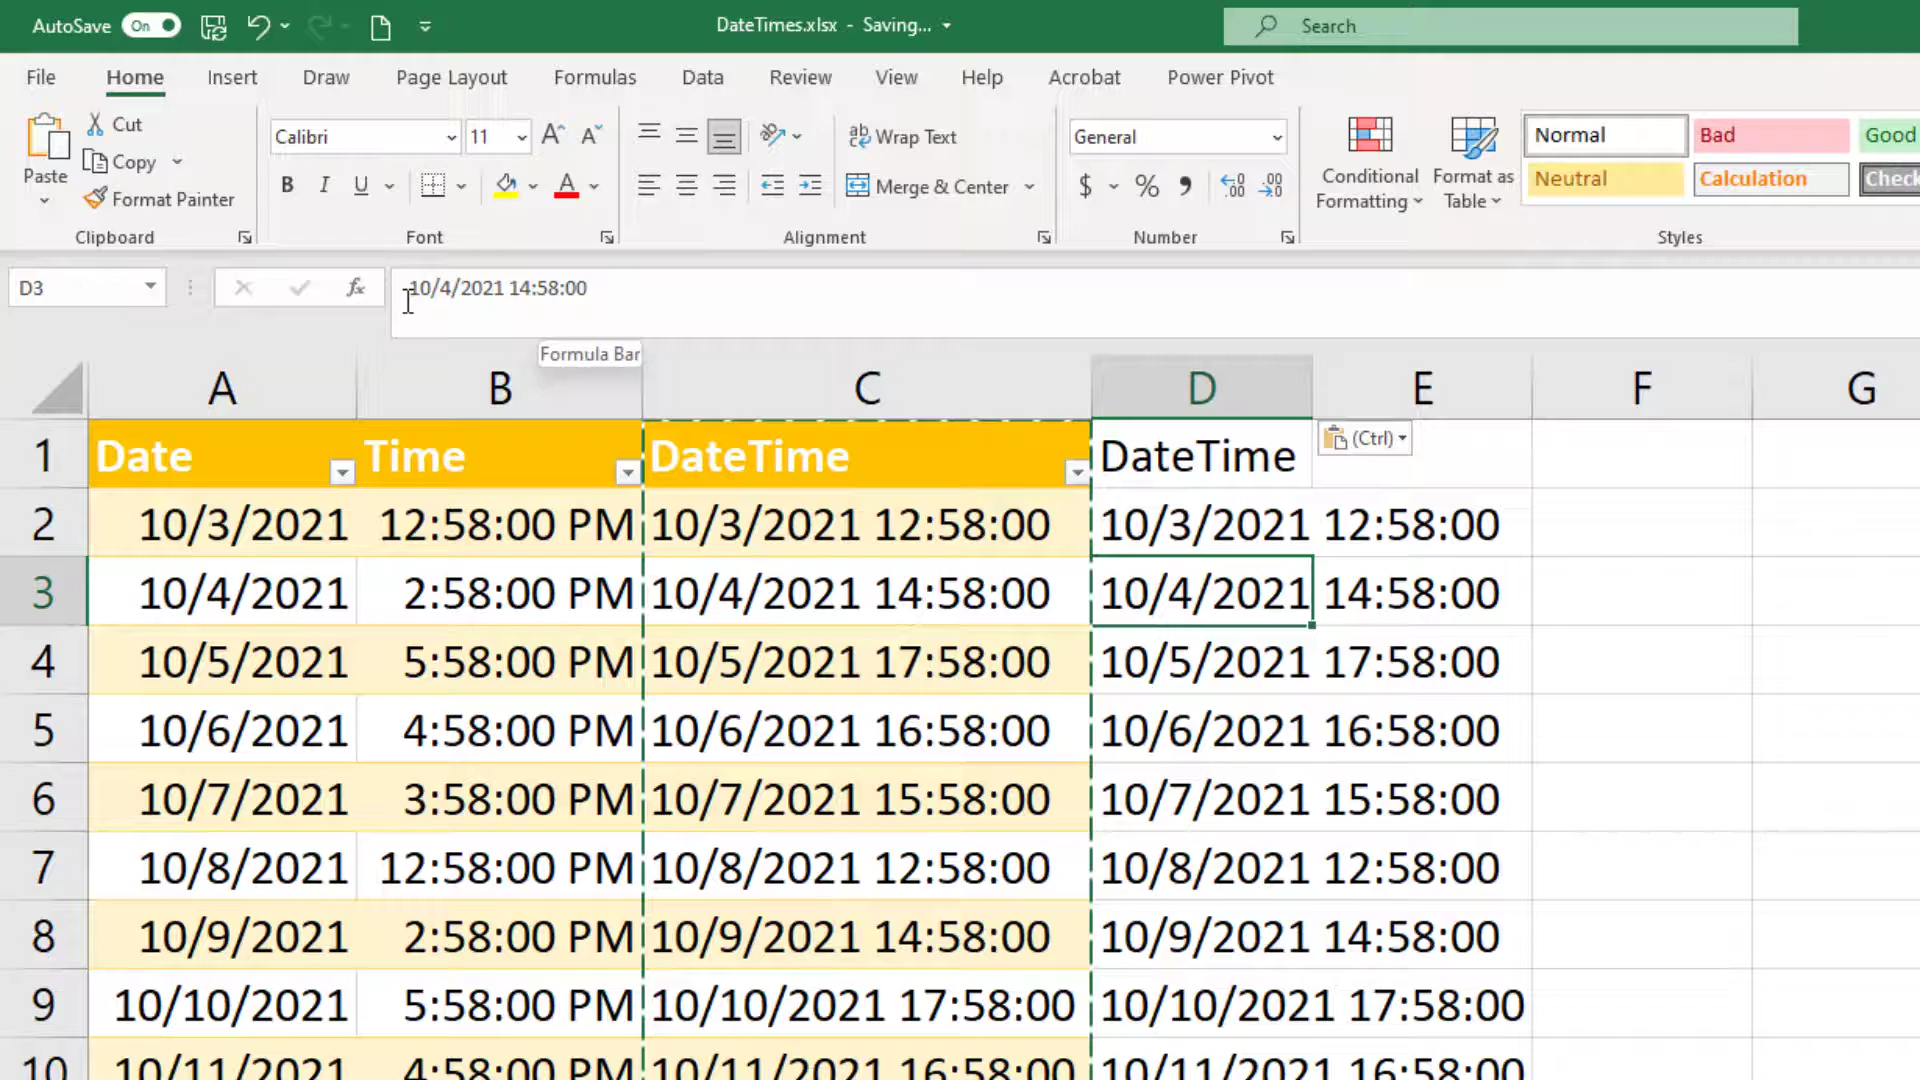 AutoSave On DateTimes.xlsx - Saving... Search
File Home Insert Draw Page Layout Formulas Data Review View Help Acrobat Power Pivot
Paste Cut Copy Format Painter
Clipboard
Calibri 11
B I U A
Font
Wrap Text
Merge & Center
Alignment
General
$ % 9
Number
Conditional Formatting
Format as Table
Normal Bad Good
Neutral Calculation Check
Styles
D3 fx 10/4/2021 14:58:00
Formula Bar
A B C D E F G
1 Date Time DateTime DateTime (Ctrl)
2 10/3/2021 12:58:00 PM 10/3/2021 12:58:00 10/3/2021 12:58:00
3 10/4/2021 2:58:00 PM 10/4/2021 14:58:00 10/4/2021 14:58:00
4 10/5/2021 5:58:00 PM 10/5/2021 17:58:00 10/5/2021 17:58:00
5 10/6/2021 4:58:00 PM 10/6/2021 16:58:00 10/6/2021 16:58:00
6 10/7/2021 3:58:00 PM 10/7/2021 15:58:00 10/7/2021 15:58:00
7 10/8/2021 12:58:00 PM 10/8/2021 12:58:00 10/8/2021 12:58:00
8 10/9/2021 2:58:00 PM 10/9/2021 14:58:00 10/9/2021 14:58:00
9 10/10/2021 5:58:00 PM 10/10/2021 17:58:00 10/10/2021 17:58:00
10 10/11/2021 4:58:00 PM 10/11/2021 16:58:00 10/11/2021 16:58:00